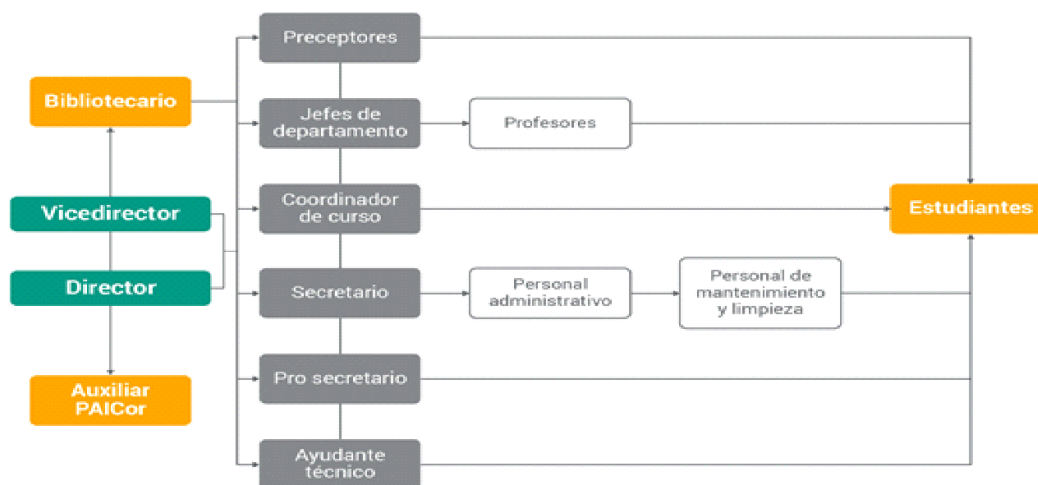 Preceptores
Bibliotecario
Jefes de
departamento
Profesores
Vicedirector
Coordinador
de curso
Estudiantes
Director
Secretario
Personal
administrativo
Personal de
mantenimiento
y limpieza
Auxiliar
PAICor
Pro secretario
Ayudante
técnico